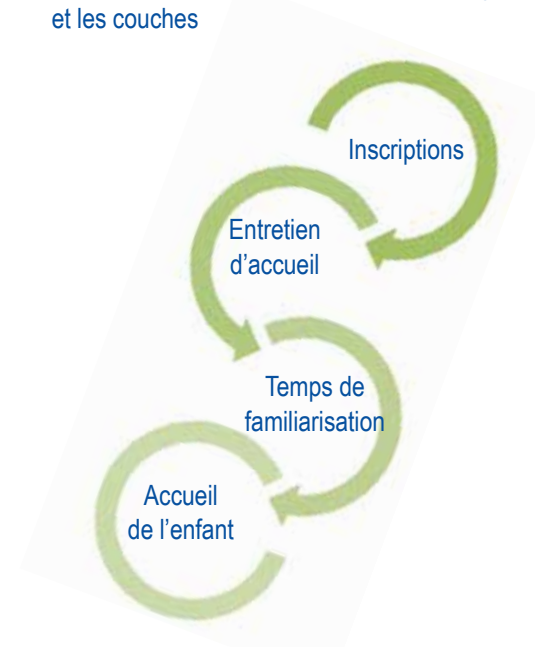 et les couches
Inscriptions
Entretien
d’accueil
Temps de
familiarisation
Accueil
de l’enfant